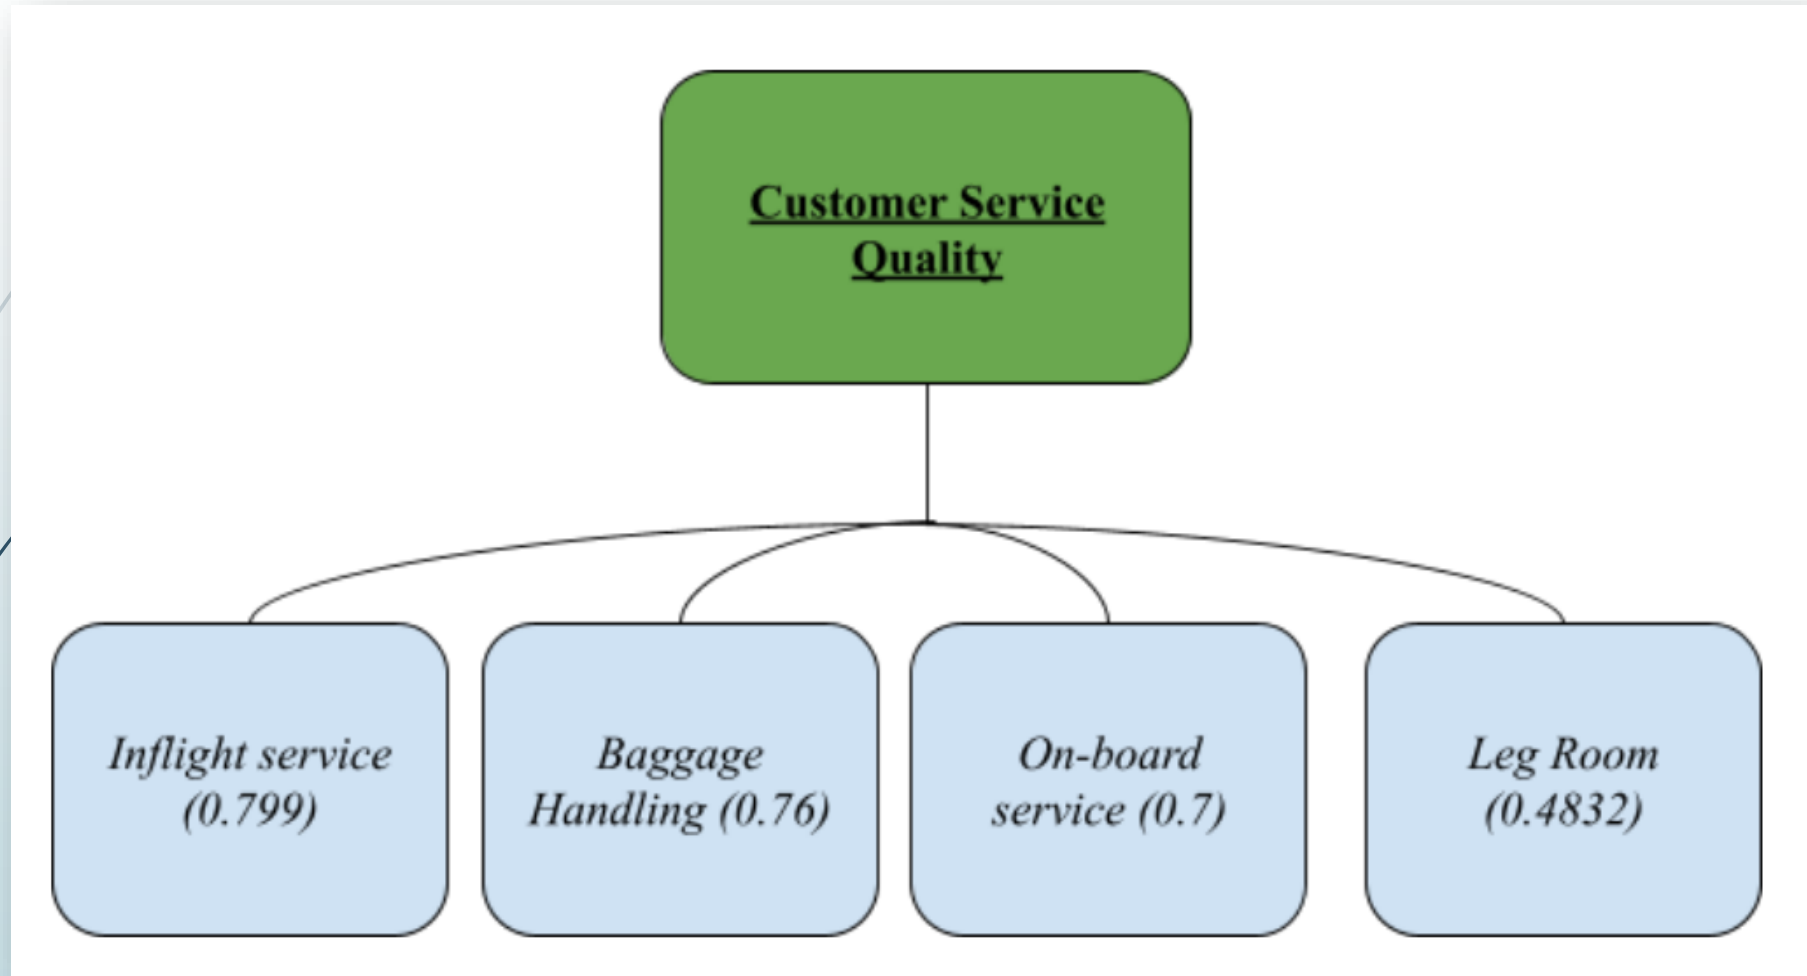 Customer Service
Quality
Inflight service
(0.799)
Baggage
Handling (0.76)
On-board
service (0.7)
Leg Room
(0.4832)